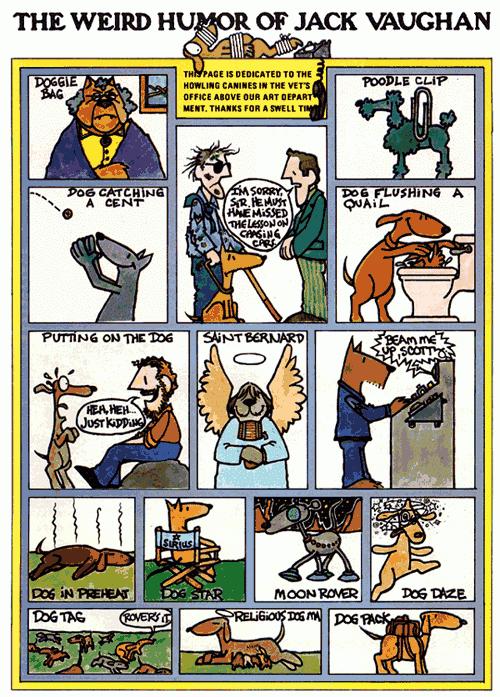 THE WEIRD HUMOR OF JACK VAUGHAN
THIS PAGE IS DEDICATED TO THE
HOWLING CANINES IN THE VET'S
OFFICE ABOVE OUR ART DEPART
MENT. THANKS FOR A SWELL
DOGGIE
BAG
POODLE CLIP
DOG CATCHING
A CENT
I'M SORRY,
SIR. HE MUST
HAVE MISSED
THE LESSON ON
CHASING
CARS.
DOG FLUSHING A
QUAIL
PUTTING ON THE DOG
HEH, HEH...
JUST KIDDING
SAINT BERNARD
BEAM ME
UP, SCOTT
DOG IN PREHEAT
SIRIUS
DOG STAR
MOON ROVER
DOG DAZE
DOG TAG
ROVER'S IT
RELIGIOUS DOG MA
DOG PACK